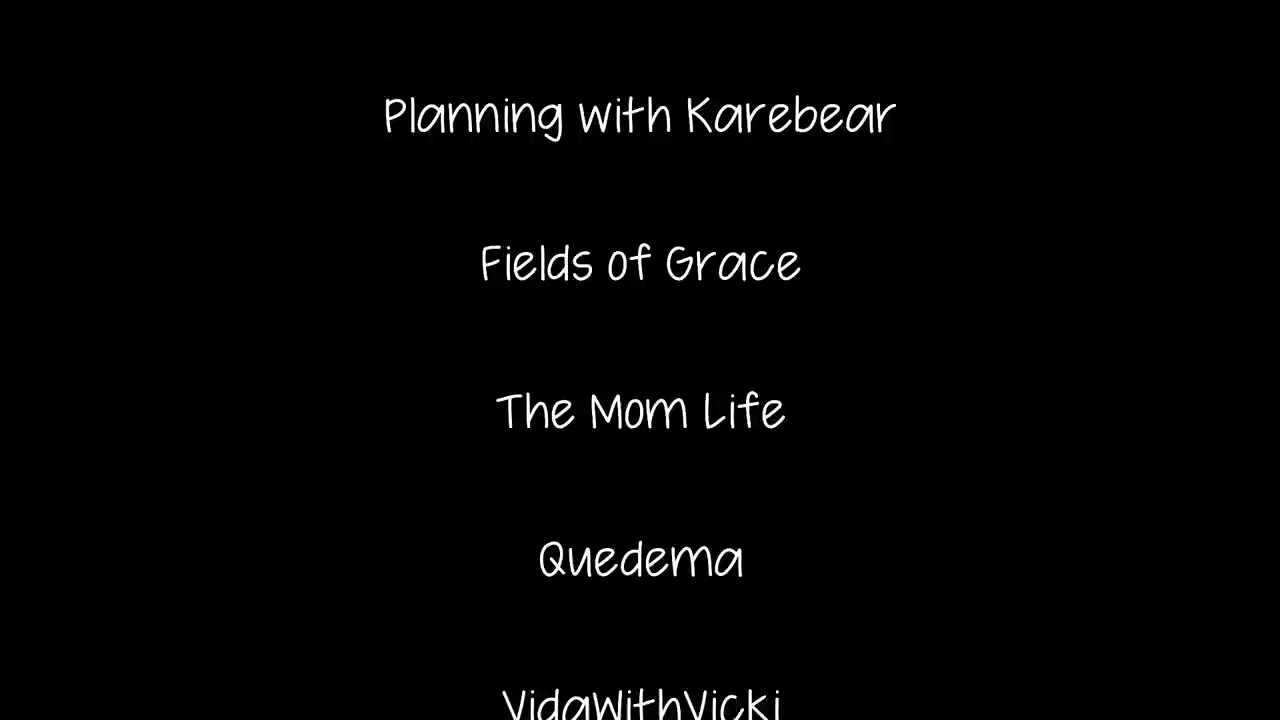 Planning with Karebear
Fields of Grace
The Mom Life
Quedema
VidaWithVicki